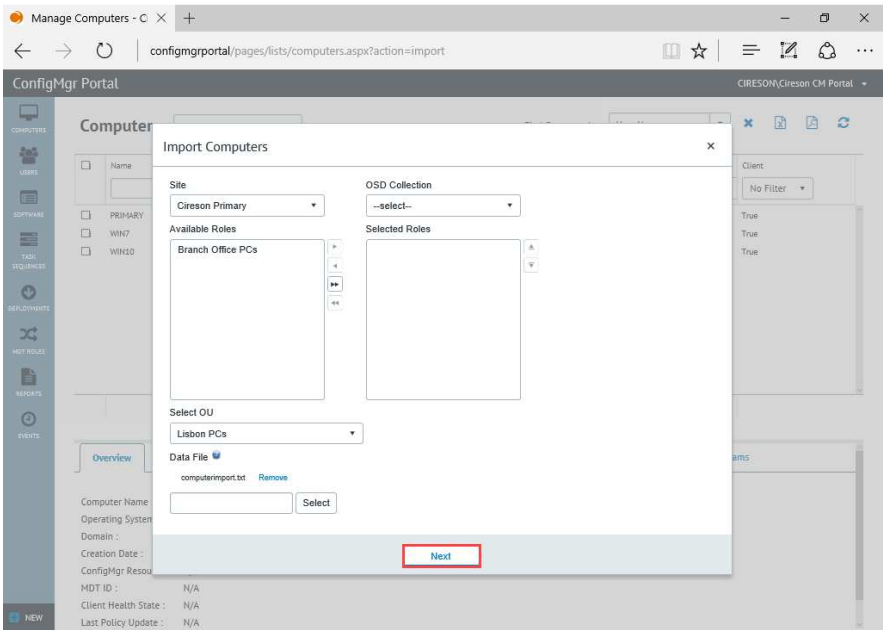 Manage Computers - C
configmgrportal/pages/lists/computers.aspx?action=import
ConfigMgr Portal
CIRESON\Cireson CM Portal
COMPUTERS
USERS
SOFTWARE
TASK SEQUENCES
DEPLOYMENTS
MDT ROLES
REPORTS
EVENTS
NEW
Computer
Name
Client
No Filter
PRIMARY
True
WIN7
True
WIN10
True
Import Computers
Site
OSD Collection
Cireson Primary
--select--
Available Roles
Selected Roles
Branch Office PCs
Select OU
Lisbon PCs
Data File
computerimport.txt Remove
Select
Next
Overview
ams
Computer Name
Operating System
Domain :
Creation Date :
ConfigMgr Resou
MDT ID : N/A
Client Health State : N/A
Last Policy Update : N/A